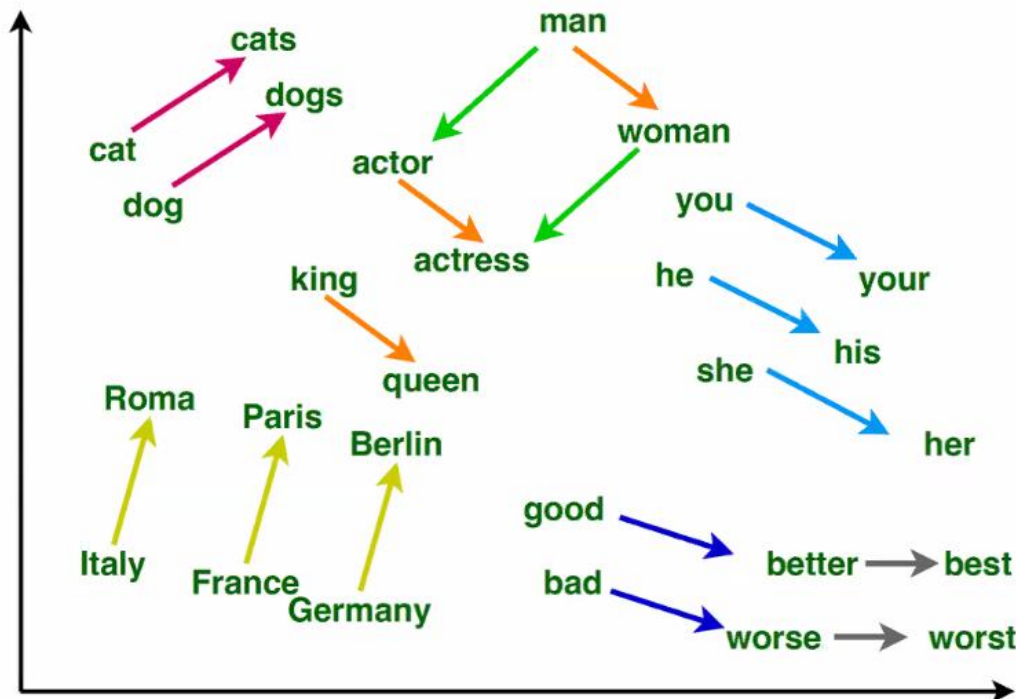 man
cats
dogs
woman
cat
actor
dog
you
actress
king
he
your
his
queen
she
Roma
Paris
Berlin
her
good
Italy
better
best
France
bad
Germany
worse
worst